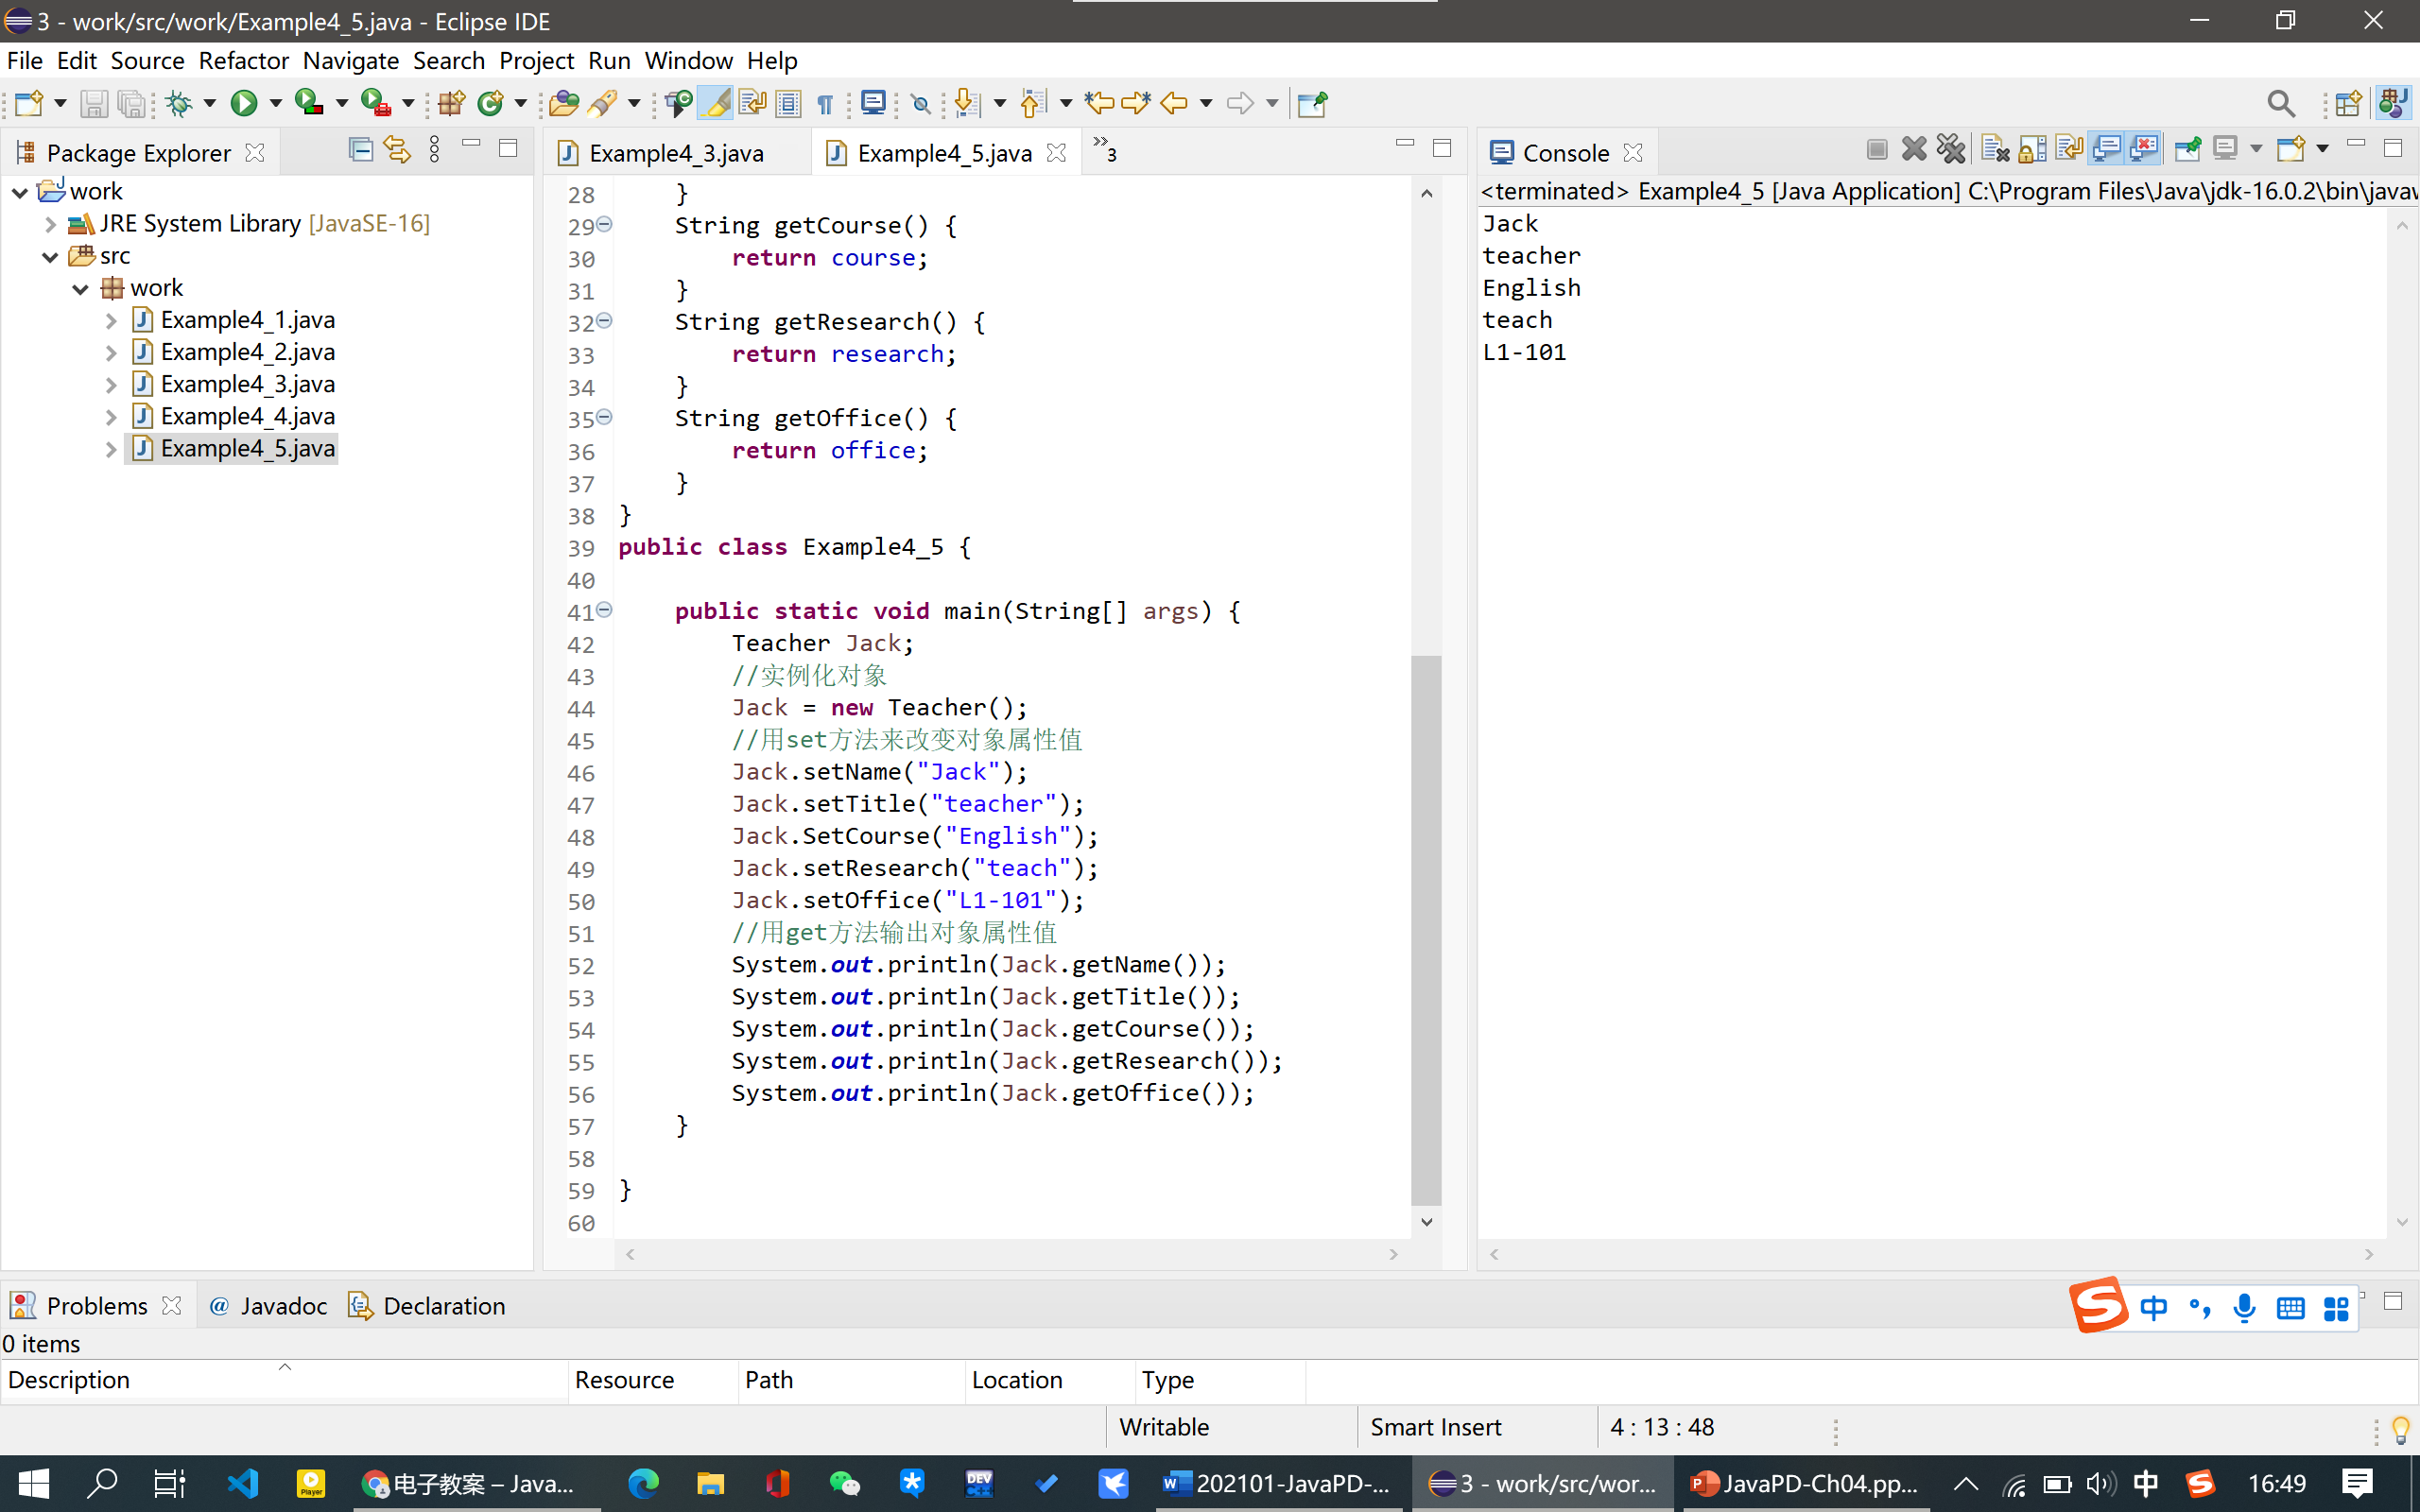 3 - work/src/work/Example4_5.java - Eclipse IDE
File Edit Source Refactor Navigate Search Project Run Window Help
Package Explorer
work
JRE System Library [JavaSE-16]
src
work
Example4_1.java
Example4_2.java
Example4_3.java
Example4_4.java
Example4_5.java
Example4_3.java
Example4_5.java
»3
28 }
29 String getCourse() {
30 return course;
31 }
32 String getResearch() {
33 return research;
34 }
35 String getOffice() {
36 return office;
37 }
38 }
39 public class Example4_5 {
40
41 public static void main(String[] args) {
42 Teacher Jack;
43 //实例化对象
44 Jack = new Teacher();
45 //用set方法来改变对象属性值
46 Jack.setName("Jack");
47 Jack.setTitle("teacher");
48 Jack.SetCourse("English");
49 Jack.setResearch("teach");
50 Jack.setOffice("L1-101");
51 //用get方法输出对象属性值
52 System.out.println(Jack.getName());
53 System.out.println(Jack.getTitle());
54 System.out.println(Jack.getCourse());
55 System.out.println(Jack.getResearch());
56 System.out.println(Jack.getOffice());
57 }
58
59 }
60
Console
<terminated> Example4_5 [Java Application] C:\Program Files\Java\jdk-16.0.2\bin\javaw
Jack
teacher
English
teach
L1-101
Problems
Javadoc
Declaration
中
0 items
Description Resource Path Location Type
Writable Smart Insert 4 : 13 : 48
Player
电子教案 – Java...
DEV C++
202101-JavaPD-...
3 - work/src/wor...
JavaPD-Ch04.pp...
中
16:49